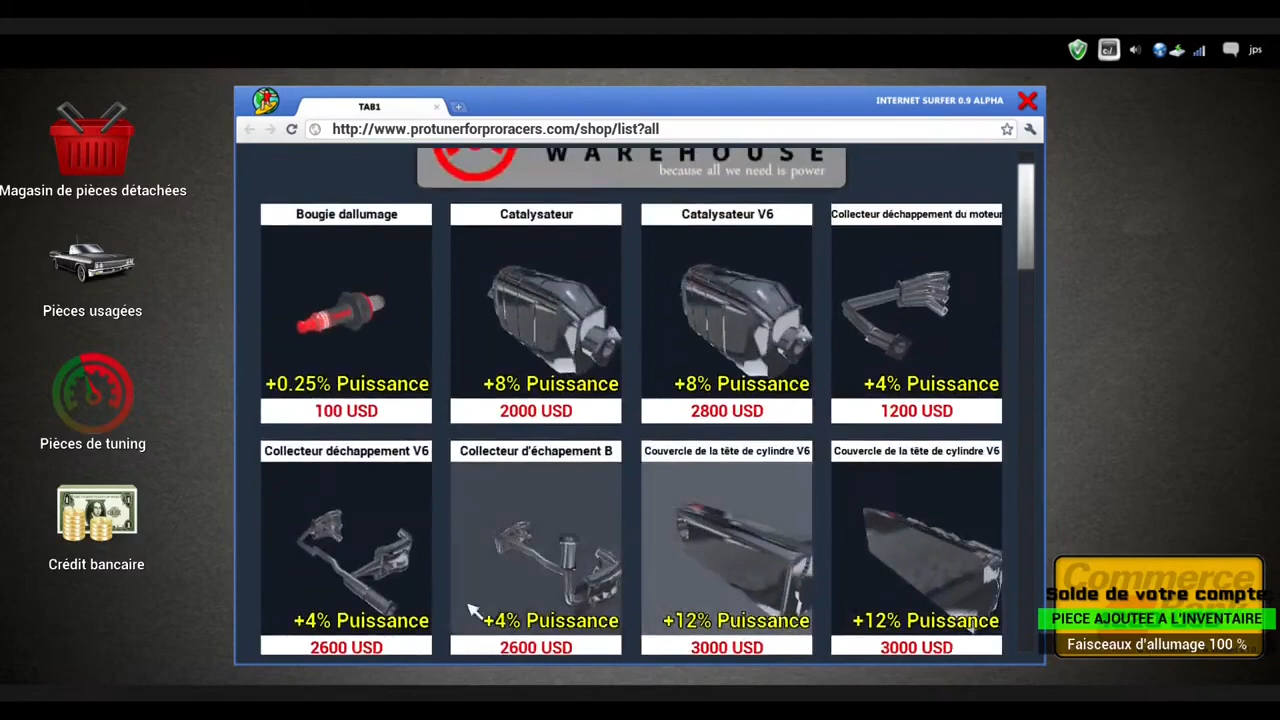 jps
TAB1
INTERNET SURFER 0.9 ALPHA
http://www.protunerforproracers.com/shop/list?all
WAREHOUSE
because all we need is power
Magasin de pièces détachées
Pièces usagées
Pièces de tuning
Crédit bancaire
Bougie dallumage
Catalysateur
Catalysateur V6
Collecteur déchappement du moteur
+0.25% Puissance
+8% Puissance
+8% Puissance
+4% Puissance
100 USD
2000 USD
2800 USD
1200 USD
Collecteur déchappement V6
Collecteur d'échapement B
Couvercle de la tête de cylindre V6
Couvercle de la tête de cylindre V6
+4% Puissance
+4% Puissance
+12% Puissance
+12% Puissance
2600 USD
2600 USD
3000 USD
3000 USD
Commerce
Solde de votre compte:
PIECE AJOUTEE A L'INVENTAIRE
Faisceaux d'allumage 100 %